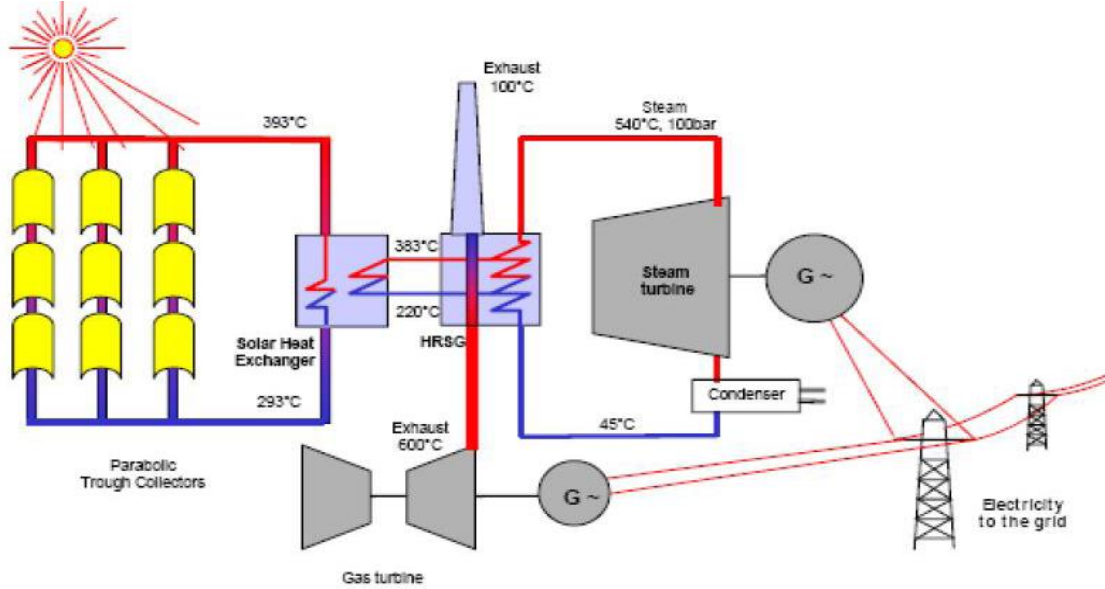 Exhaust
100°C
393°C
Steam
540°C, 100bar
383°C
Steam
turbine
G ~
220°C
Solar Heat
Exchanger
HRSG
Condenser
293°C
Exhaust
600°C
45°C
Parabolic
Trough Collectors
G ~
Electricity
to the grid
Gas turbine